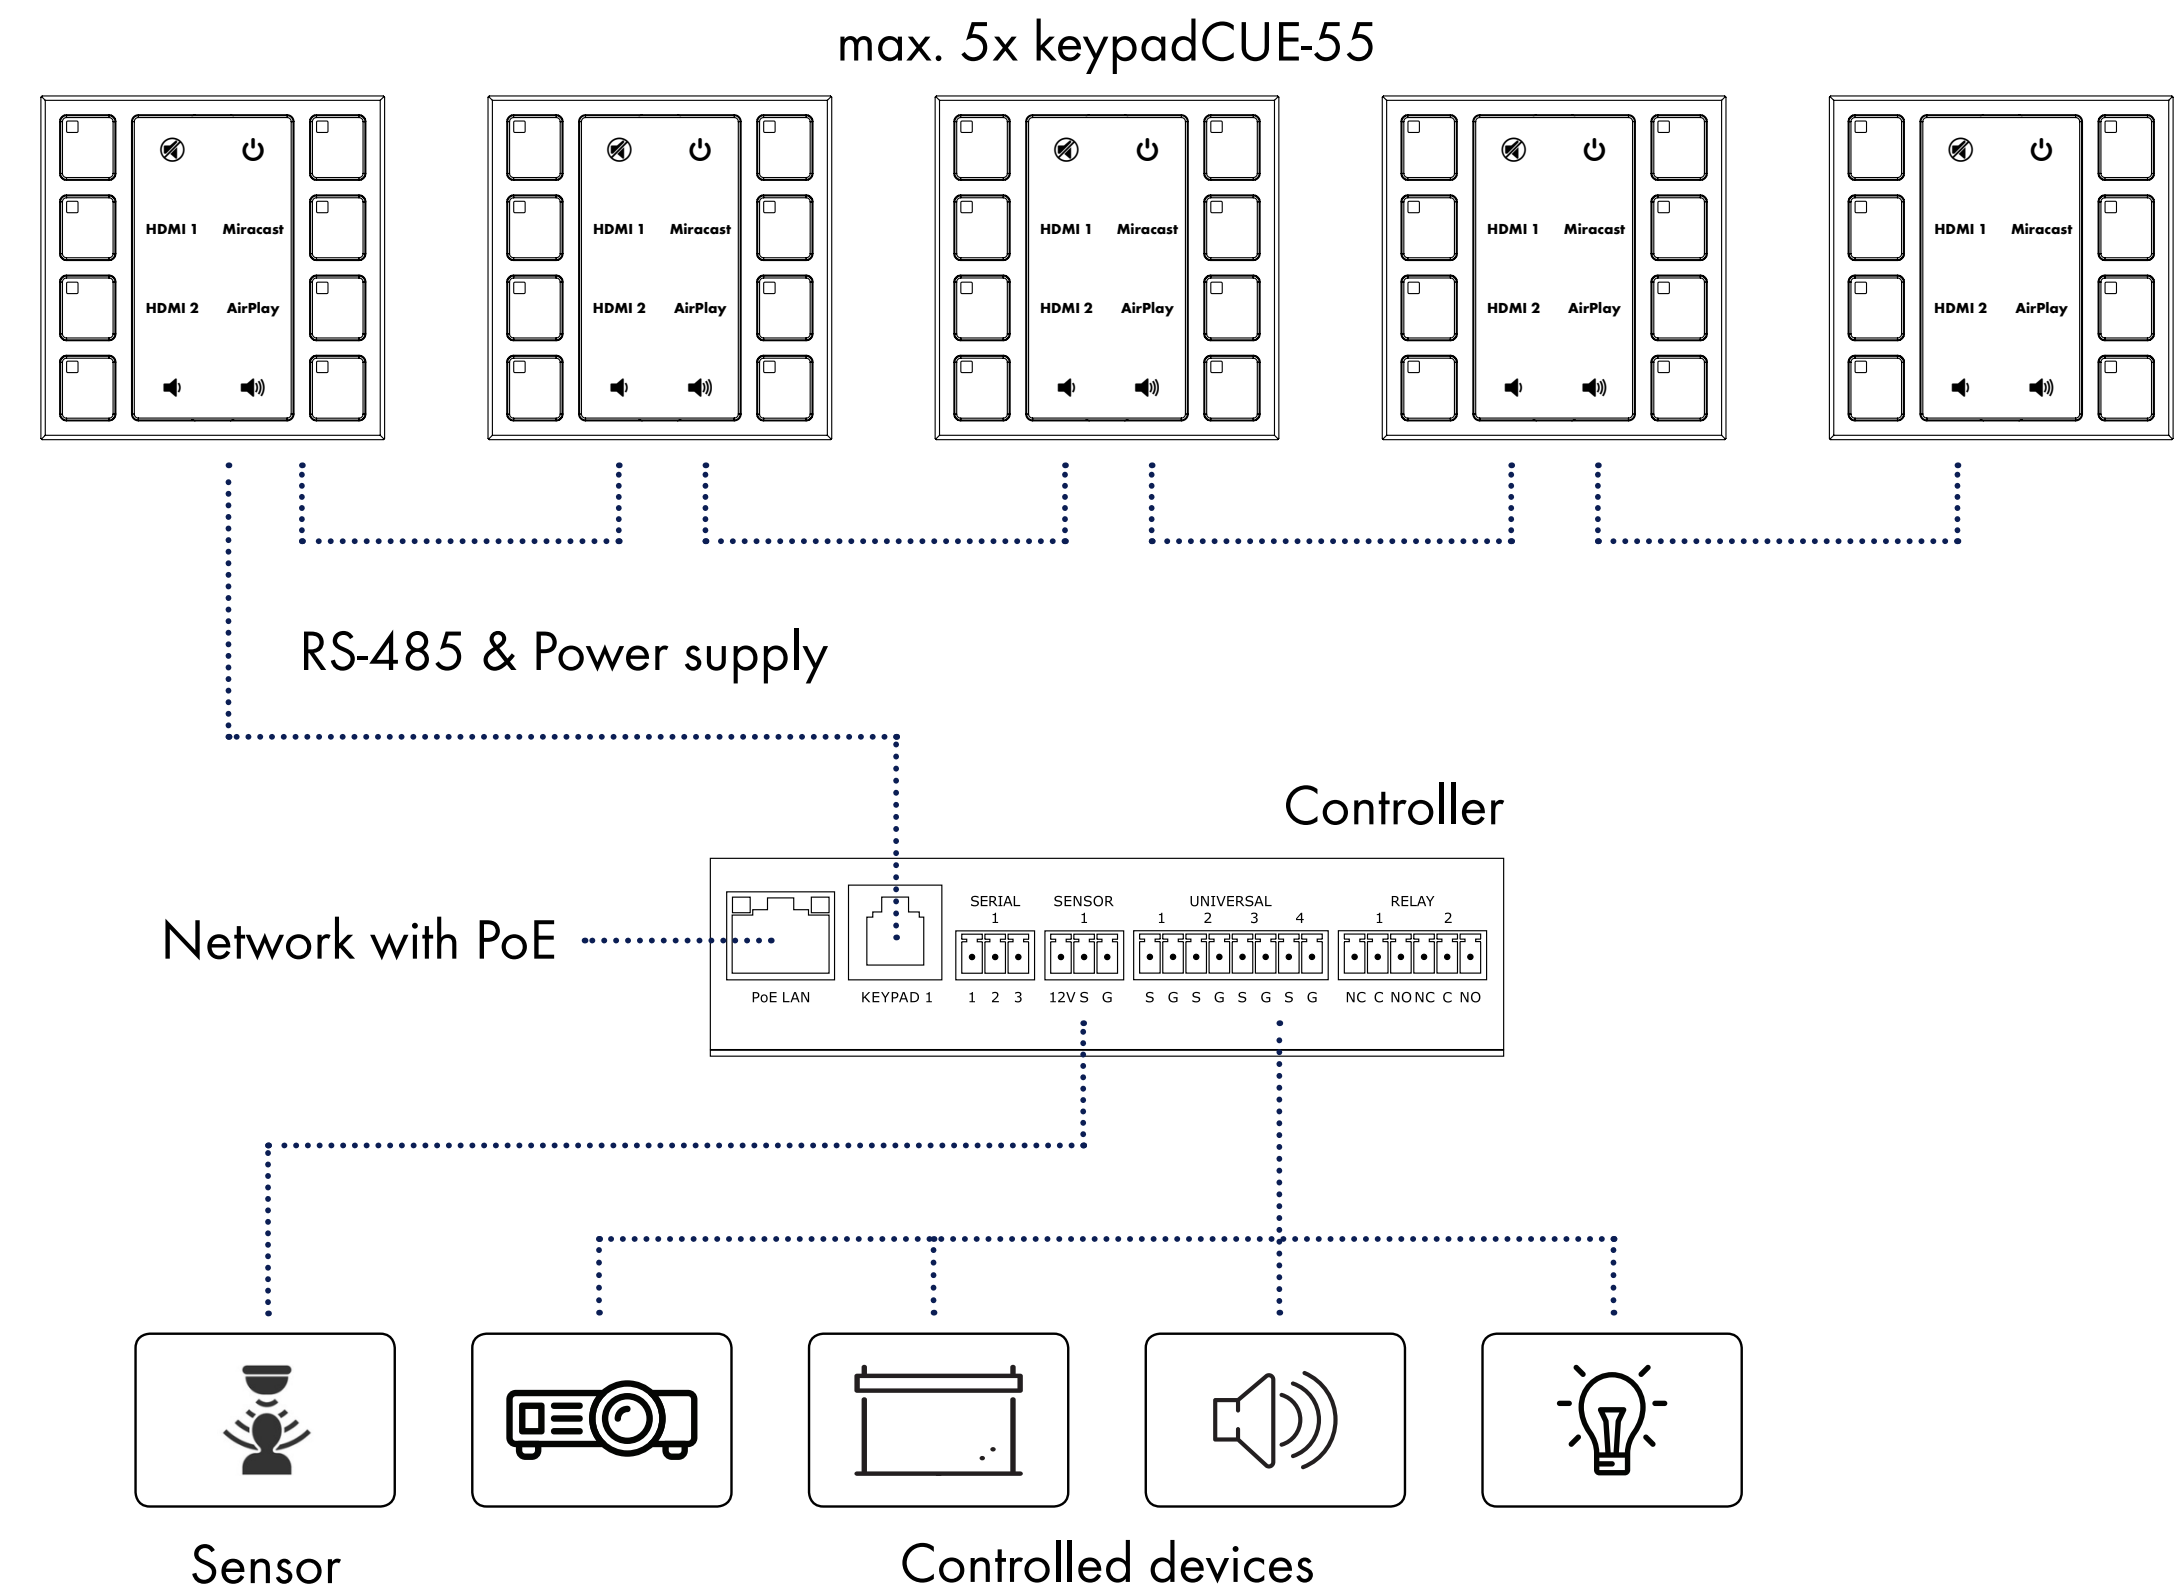 max. 5x keypadCUE-55
HDMI 1 Miracast HDMI 1 Miracast HDMI 1 Miracast HDMI 1 Miracast HDMI 1 Miracast
HDMI 2 AirPlay HDMI 2 AirPlay HDMI 2 AirPlay HDMI 2 AirPlay HDMI 2 AirPlay
RS-485 & Power supply
Controller
Network with PoE
SERIAL SENSOR UNIVERSAL RELAY
1 1 1 2 3 4 1 2
PoE LAN KEYPAD 1 1 2 3 12V S G S G S G S G S G NC C NO NC C NO
Sensor
Controlled devices